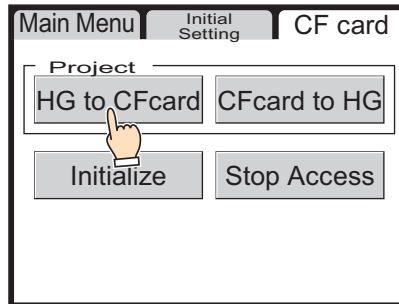 Main Menu
Initial
Setting
CF card
Project
HG to CFcard
CFcard to HG
Initialize
Stop Access